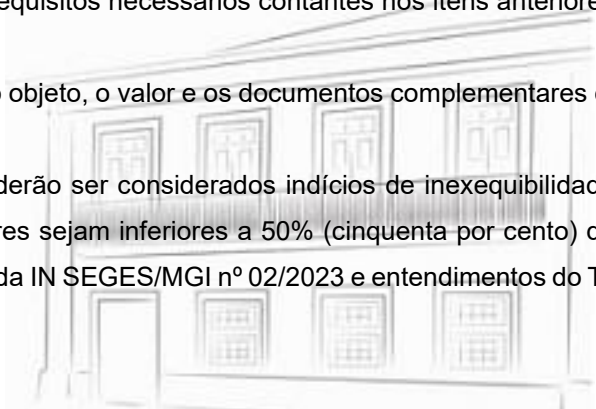 equisitos necessários contantes nos itens anteriore
o objeto, o valor e os documentos complementares
derão ser considerados indícios de inexequibilidad
res sejam inferiores a 50% (cinquenta por cento)
da IN SEGES/MGI nº 02/2023 e entendimentos do T